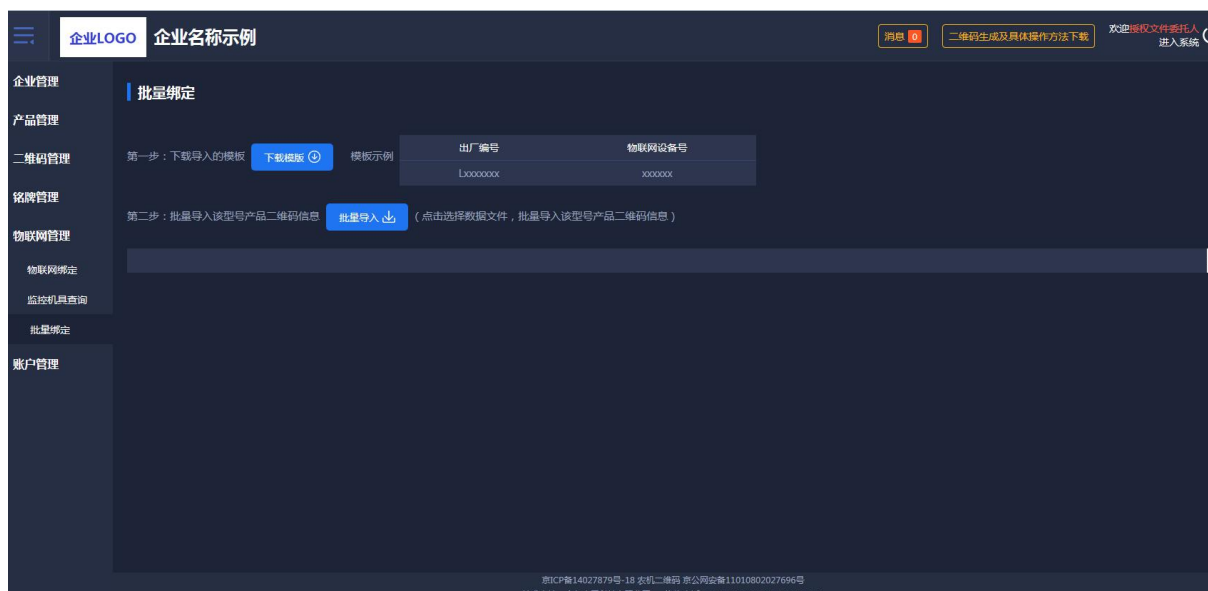 企业LOGO 企业名称示例 消息 0 二维码生成及具体操作方法下载 欢迎授权文件委托人
进入系统
企业管理
批量绑定
产品管理
二维码管理
第一步：下载导入的模板 下载模版 模板示例 出厂编号 物联网设备号
Lxxxxxxx xxxxxx
铭牌管理
第二步：批量导入该型号产品二维码信息 批量导入 （点击选择数据文件，批量导入该型号产品二维码信息）
物联网管理
物联网绑定
监控机具查询
批量绑定
账户管理
京ICP备14027879号-18 农机二维码 京公网安备11010802027696号